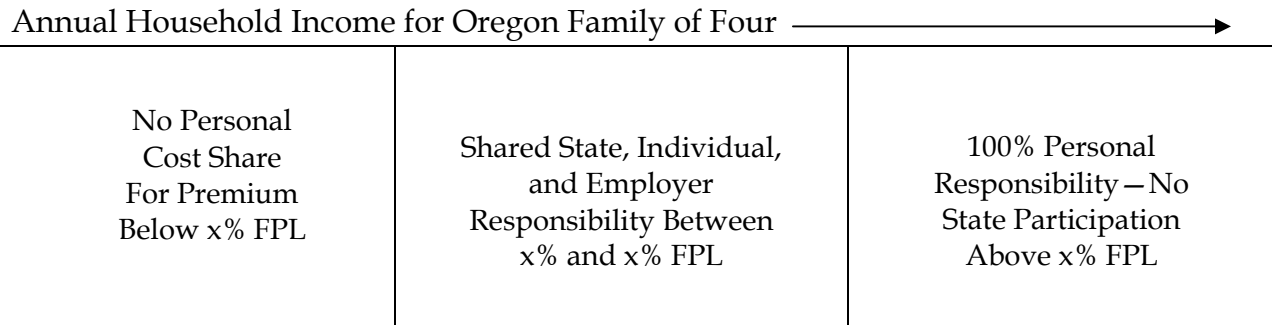 Annual Household Income for Oregon Family of Four
No Personal
Cost Share
For Premium
Below x% FPL
Shared State, Individual,
and Employer
Responsibility Between
x% and x% FPL
100% Personal
Responsibility—No
State Participation
Above x% FPL